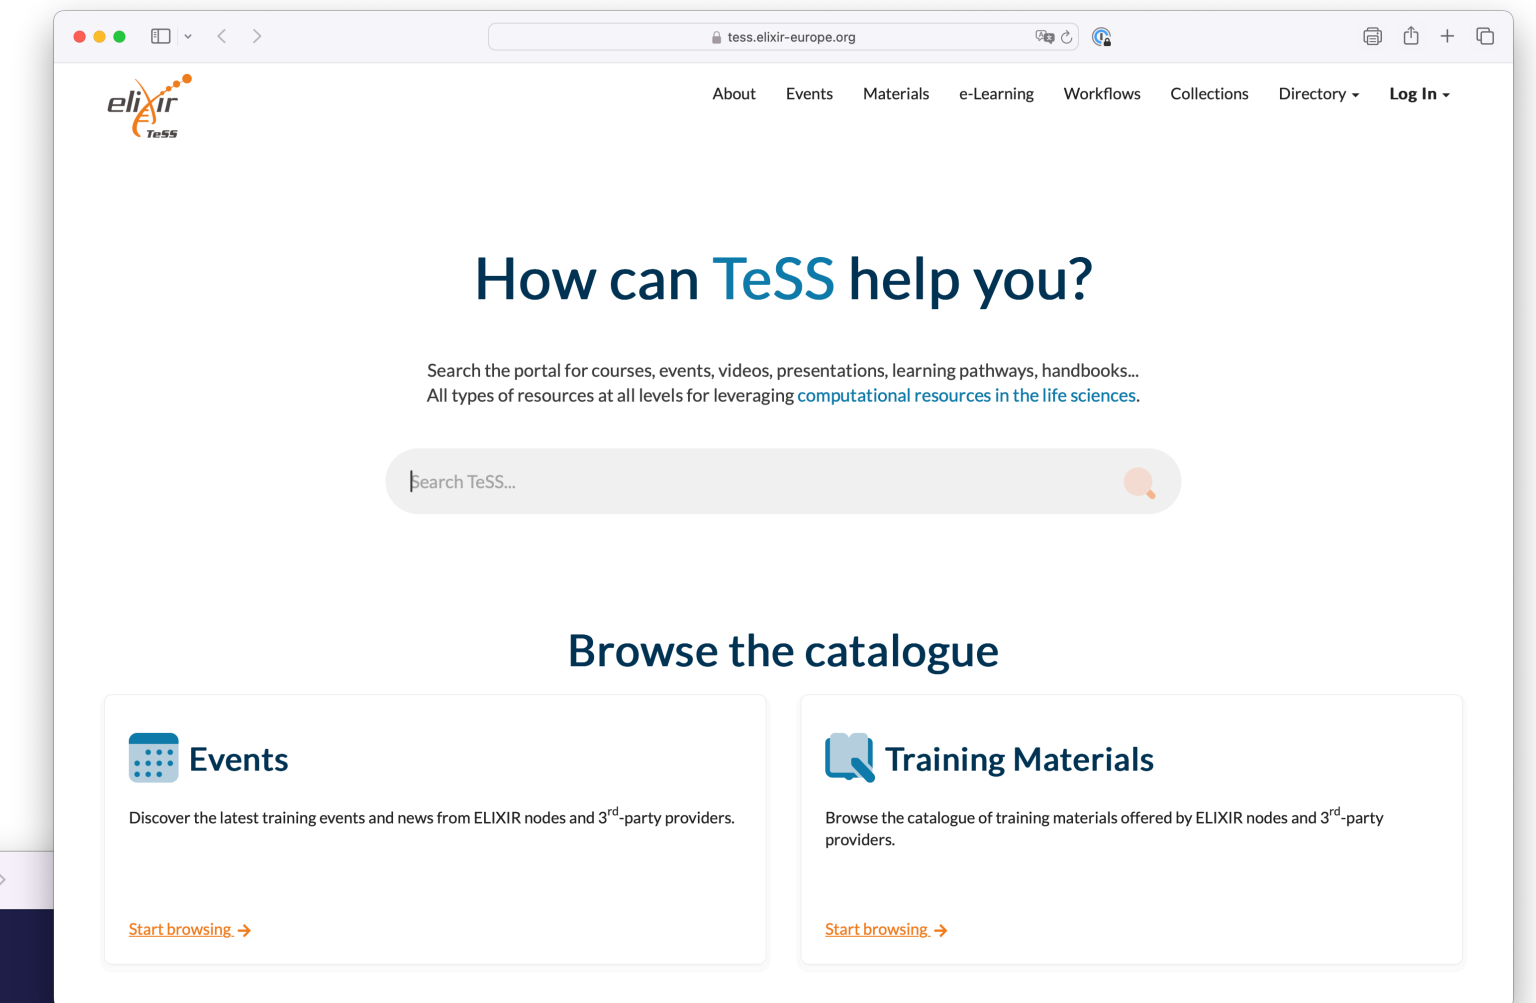 tess.elixir-europe.org
elixir
TeSS
About Events Materials e-Learning Workflows Collections Directory Log In
How can TeSS help you?
Search the portal for courses, events, videos, presentations, learning pathways, handbooks...
All types of resources at all levels for leveraging computational resources in the life sciences.
Search TeSS...
Browse the catalogue
Events
Discover the latest training events and news from ELIXIR nodes and 3rd-party providers.
Start browsing
Training Materials
Browse the catalogue of training materials offered by ELIXIR nodes and 3rd-party
providers.
Start browsing